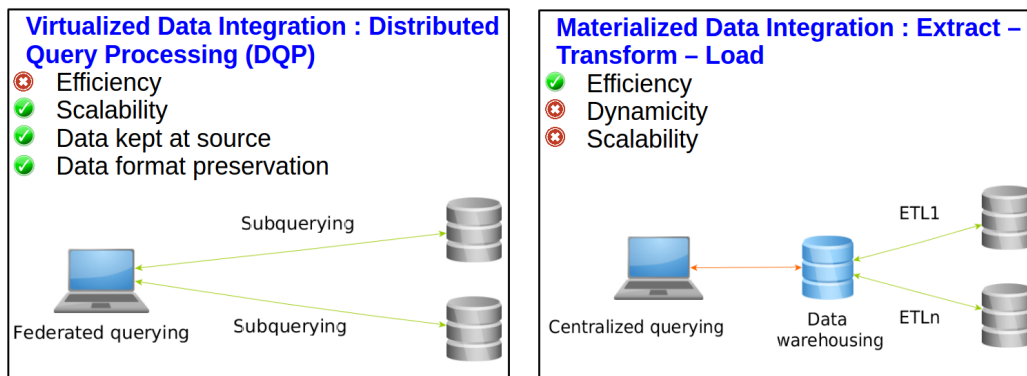 Virtualized Data Integration : Distributed
Query Processing (DQP)
Efficiency
Scalability
Data kept at source
Data format preservation
Subquerying
Subquerying
Federated querying
Materialized Data Integration : Extract –
Transform – Load
Efficiency
Dynamicity
Scalability
ETL1
ETLn
Centralized querying
Data
warehousing